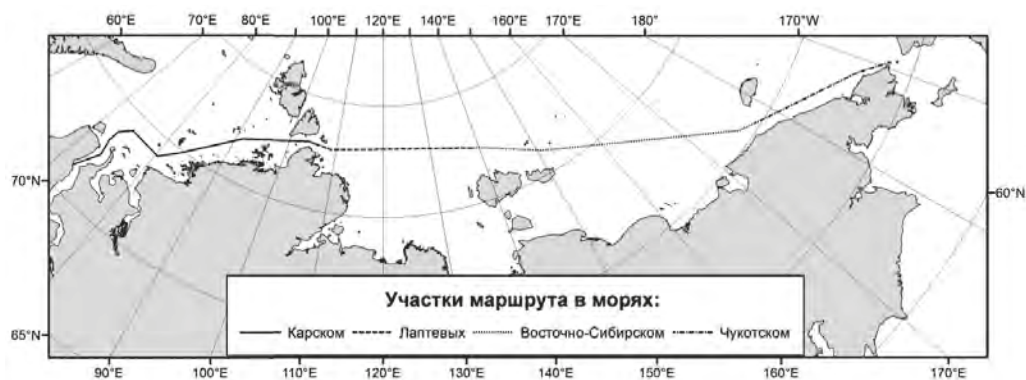 60°E 70°E 80°E 100°E 120°E 140°E 160°E 170°E 180° 170°W
70°N
60°N
Участки маршрута в морях:
Карском Лаптевых Восточно-Сибирском Чукотском
65°N
90°E 100°E 110°E 120°E 130°E 140°E 150°E 160°E 170°E